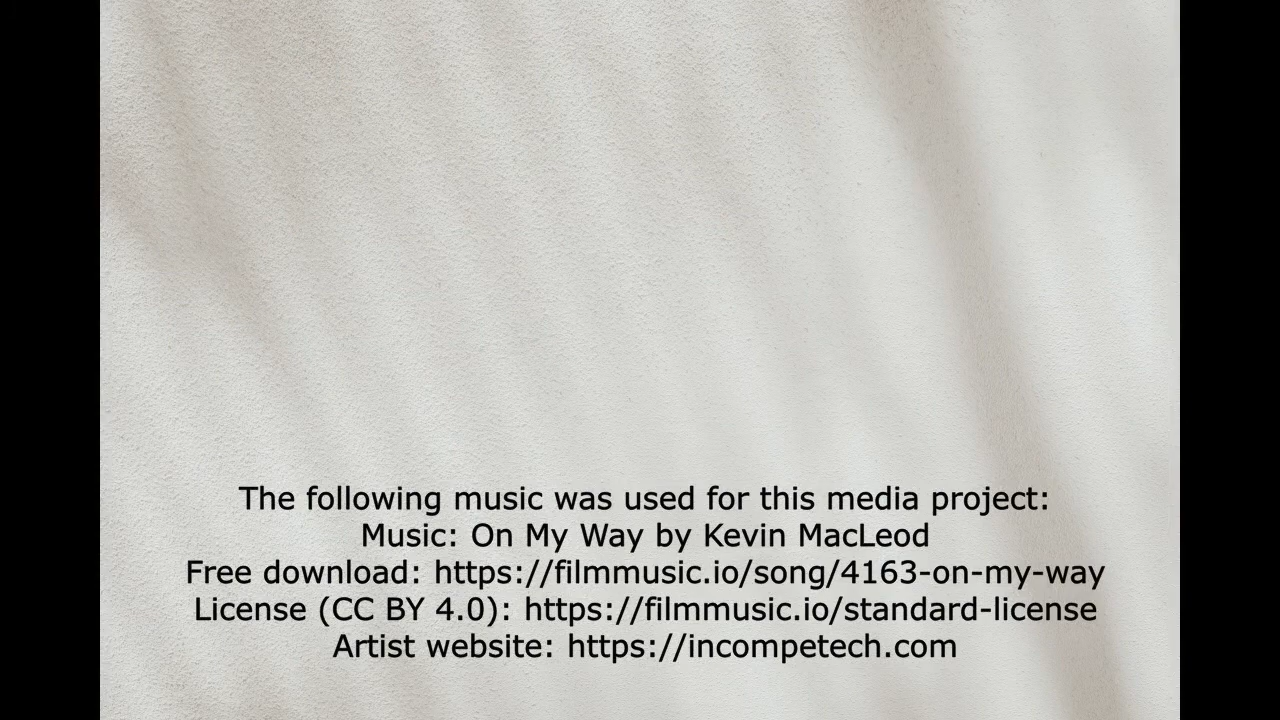 The following music was used for this media project:
Music: On My Way by Kevin MacLeod
Free download: https://filmmusic.io/song/4163-on-my-way
License (CC BY 4.0): https://filmmusic.io/standard-license
Artist website: https://incompetech.com